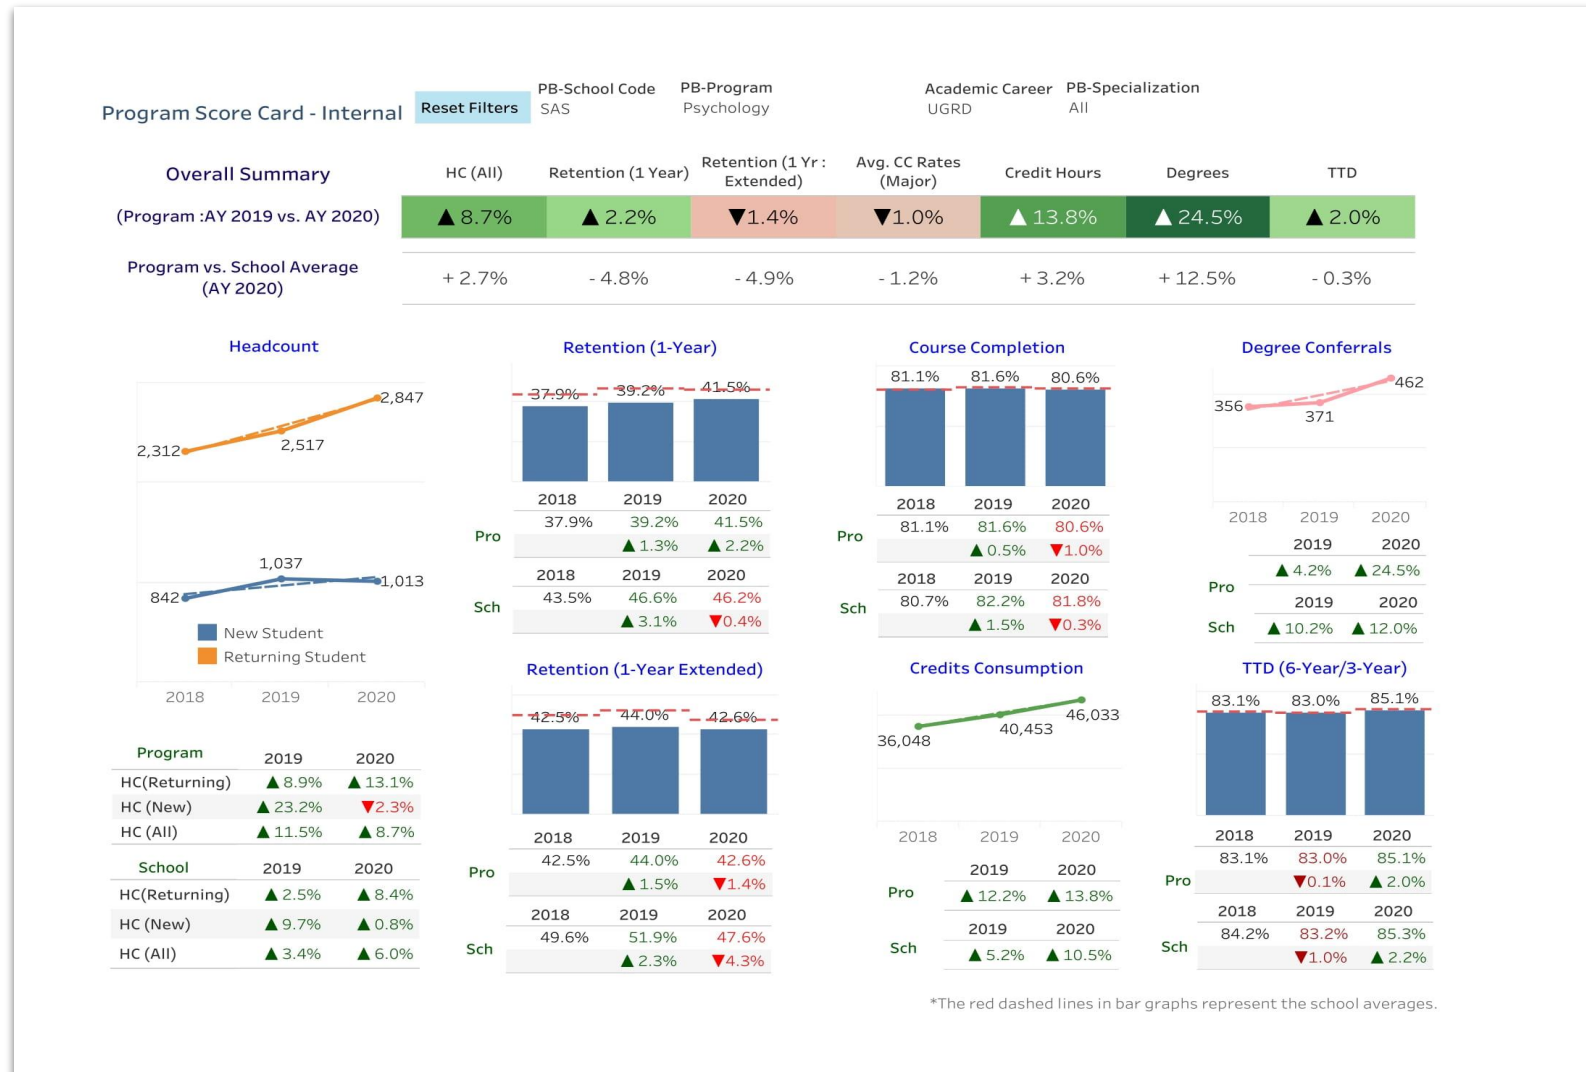 Program Score Card - Internal
Reset Filters
PB-School Code
SAS
PB-Program
Psychology
Academic Career
UGRD
PB-Specialization
All
Overall Summary
HC (All)
Retention (1 Year)
Retention (1 Yr :
Extended)
Avg. CC Rates
(Major)
Credit Hours
Degrees
TTD
(Program :AY 2019 vs. AY 2020)
▲ 8.7%
▲ 2.2%
▼1.4%
▼1.0%
▲ 13.8%
▲ 24.5%
▲ 2.0%
Program vs. School Average
(AY 2020)
+ 2.7%
- 4.8%
- 4.9%
- 1.2%
+ 3.2%
+ 12.5%
- 0.3%
Headcount
2,847
2,312
2,517
1,037
842
1,013
New Student
Returning Student
2018 2019 2020
Program 2019 2020
HC(Returning) ▲ 8.9% ▲ 13.1%
HC (New) ▲ 23.2% ▼2.3%
HC (All) ▲ 11.5% ▲ 8.7%
School 2019 2020
HC(Returning) ▲ 2.5% ▲ 8.4%
HC (New) ▲ 9.7% ▲ 0.8%
HC (All) ▲ 3.4% ▲ 6.0%
Retention (1-Year)
37.9% 39.2% 41.5%
2018 2019 2020
Pro
37.9% 39.2% 41.5%
▲ 1.3% ▲ 2.2%
2018 2019 2020
Sch
43.5% 46.6% 46.2%
▲ 3.1% ▼0.4%
Retention (1-Year Extended)
42.5% 44.0% 42.6%
2018 2019 2020
Pro
42.5% 44.0% 42.6%
▲ 1.5% ▼1.4%
2018 2019 2020
Sch
49.6% 51.9% 47.6%
▲ 2.3% ▼4.3%
Course Completion
81.1% 81.6% 80.6%
2018 2019 2020
Pro
81.1% 81.6% 80.6%
▲ 0.5% ▼1.0%
2018 2019 2020
Sch
80.7% 82.2% 81.8%
▲ 1.5% ▼0.3%
Credits Consumption
36,048
40,453
46,033
2018 2019 2020
2019 2020
Pro ▲ 12.2% ▲ 13.8%
2019 2020
Sch ▲ 5.2% ▲ 10.5%
Degree Conferrals
356
371
462
2018 2019 2020
2019 2020
Pro
▲ 4.2% ▲ 24.5%
2019 2020
Sch ▲ 10.2% ▲ 12.0%
TTD (6-Year/3-Year)
83.1% 83.0% 85.1%
2018 2019 2020
Pro
83.1% 83.0% 85.1%
▼0.1% ▲ 2.0%
2018 2019 2020
Sch
84.2% 83.2% 85.3%
▼1.0% ▲ 2.2%
*The red dashed lines in bar graphs represent the school averages.